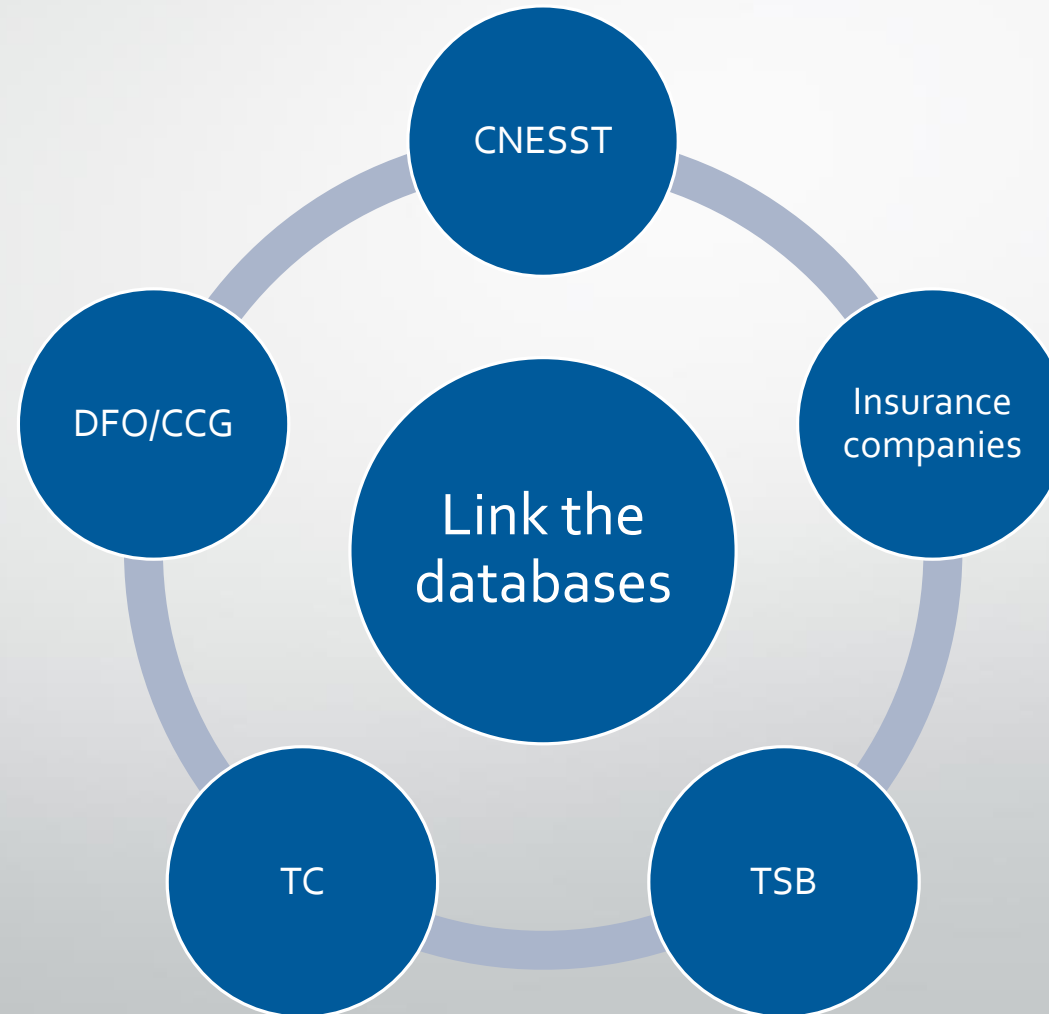 CNESST
DFO/CCG
Insurance
companies
Link the
databases
TC
TSB